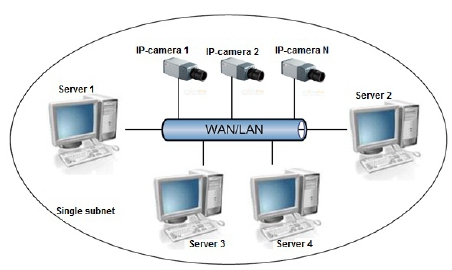 IP-camera 1
IP-camera 2
IP-camera N
Server 1
Server 2
WAN/LAN
Single subnet
Server 3
Server 4